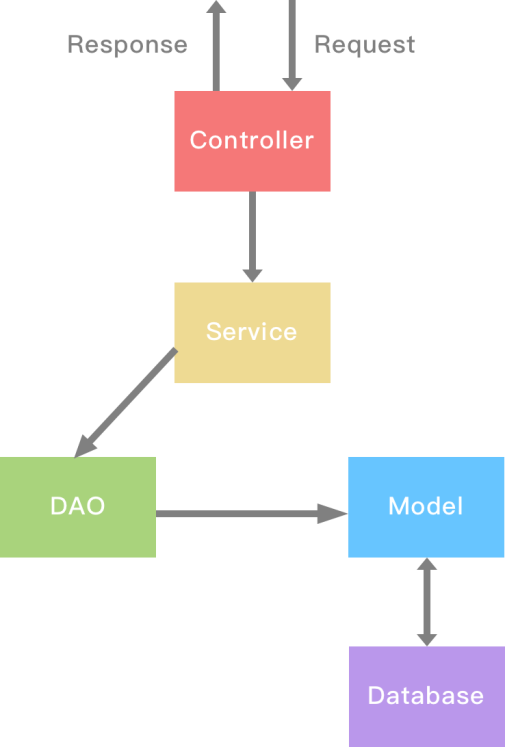 Response
Request
Controller
Service
DAO
Model
Database